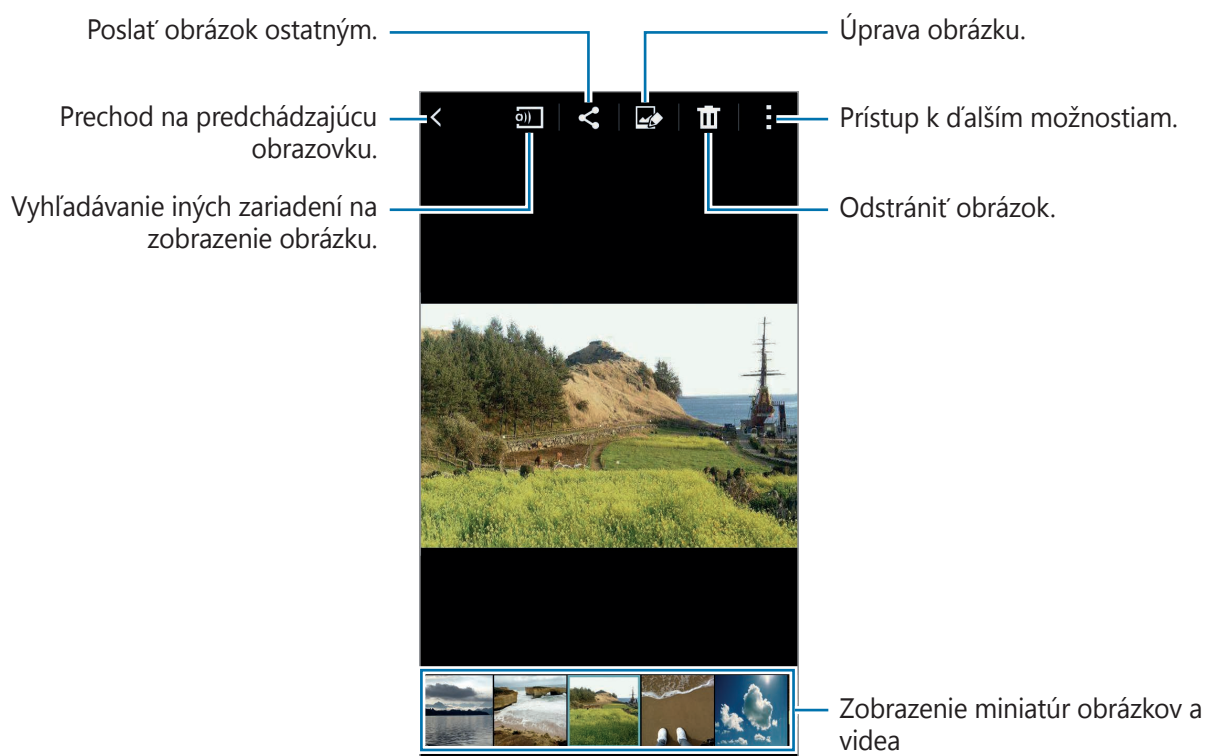 Poslať obrázok ostatným.
Úprava obrázku.
Prechod na predchádzajúcu
obrazovku.
Prístup k ďalším možnostiam.
Vyhľadávanie iných zariadení na
zobrazenie obrázku.
Odstrániť obrázok.
Zobrazenie miniatúr obrázkov a
videa